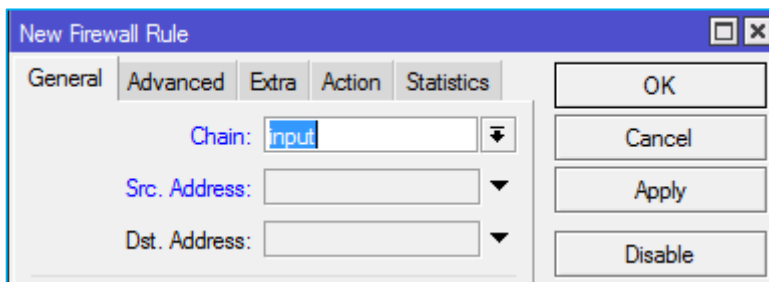 New Firewall Rule
General Advanced Extra Action Statistics
OK
Chain: input
Cancel
Src. Address:
Apply
Dst. Address:
Disable